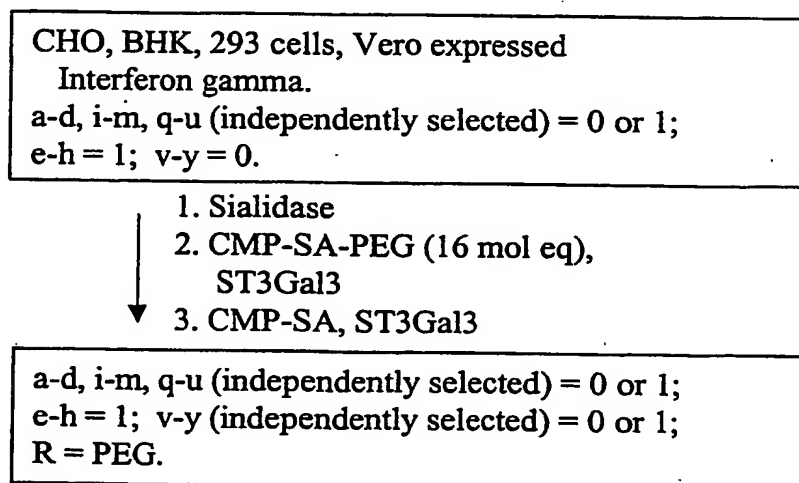 CHO, BHK, 293 cells, Vero expressed
Interferon gamma.
a-d, i-m, q-u (independently selected) = 0 or 1;
e-h = 1; v-y = 0.
1. Sialidase
2. CMP-SA-PEG (16 mol eq),
ST3Gal3
3. CMP-SA, ST3Gal3
a-d, i-m, q-u (independently selected) = 0 or 1;
e-h = 1; v-y (independently selected) = 0 or 1;
R = PEG.